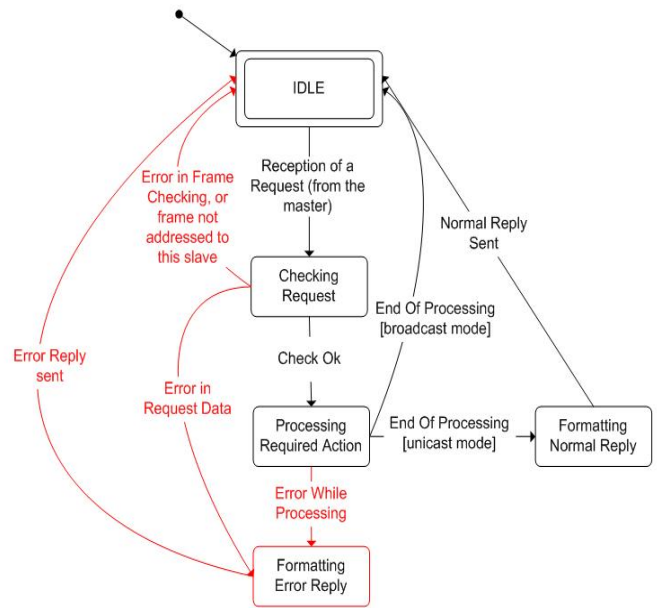 IDLE
Reception of a
Request (from the
master)
Error in Frame
Checking, or
frame not
addressed to
this slave
Normal Reply
Sent
Checking
Request
End Of Processing
[broadcast mode]
Error Reply
sent
Check Ok
Error in
Request Data
Processing
Required Action
End Of Processing
[unicast mode]
Formatting
Normal Reply
Error While
Processing
Formatting
Error Reply